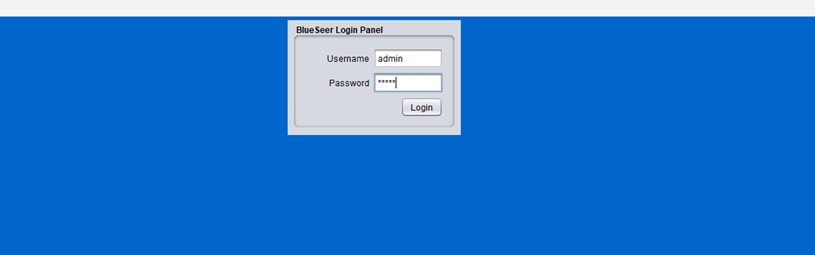 BlueSeer Login Panel
Username admin
Password *****
Login